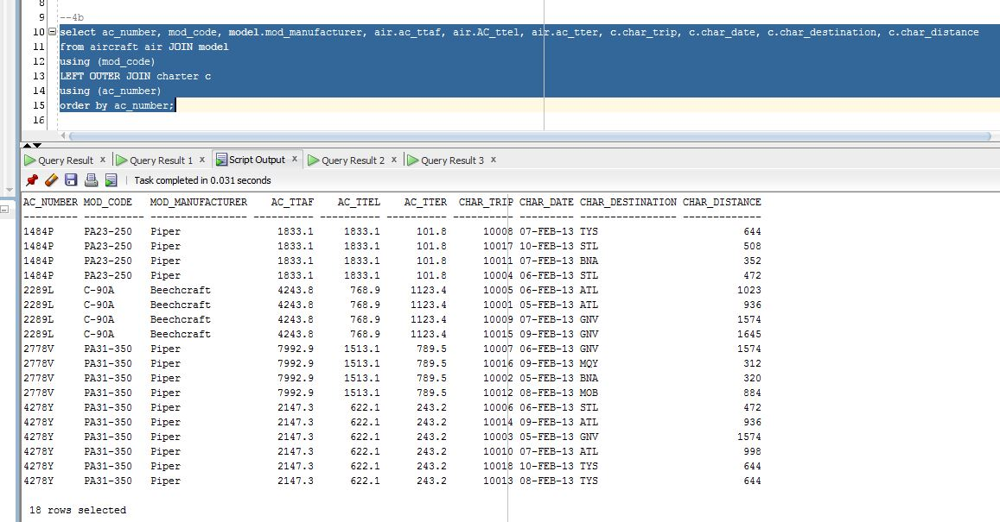 8
9 --4b
10 select ac_number, mod_code, model.mod_manufacturer, air.ac_ttaf, air.AC_ttel, air.ac_tter, c.char_trip, c.char_date, c.char_destination, c.char_distance
11 from aircraft air JOIN model
12 using (mod_code)
13 LEFT OUTER JOIN charter c
14 using (ac_number)
15 order by ac_number;
16
Query Result x Query Result 1 x Script Output x Query Result 2 x Query Result 3 x
Task completed in 0.031 seconds
AC_NUMBER MOD_CODE MOD_MANUFACTURER AC_TTAF AC_TTEL AC_TTER CHAR_TRIP CHAR_DATE CHAR_DESTINATION CHAR_DISTANCE
--------- ---------- ---------------- ---------- ---------- ---------- --------- --------- ---------------- -------------
1484P PA23-250 Piper 1833.1 1833.1 101.8 10008 07-FEB-13 TYS 644
1484P PA23-250 Piper 1833.1 1833.1 101.8 10017 10-FEB-13 STL 508
1484P PA23-250 Piper 1833.1 1833.1 101.8 10011 07-FEB-13 BNA 352
1484P PA23-250 Piper 1833.1 1833.1 101.8 10004 06-FEB-13 STL 472
2289L C-90A Beechcraft 4243.8 768.9 1123.4 10005 06-FEB-13 ATL 1023
2289L C-90A Beechcraft 4243.8 768.9 1123.4 10001 05-FEB-13 ATL 936
2289L C-90A Beechcraft 4243.8 768.9 1123.4 10009 07-FEB-13 GNV 1574
2289L C-90A Beechcraft 4243.8 768.9 1123.4 10015 09-FEB-13 GNV 1645
2778V PA31-350 Piper 7992.9 1513.1 789.5 10007 06-FEB-13 GNV 1574
2778V PA31-350 Piper 7992.9 1513.1 789.5 10016 09-FEB-13 MQY 312
2778V PA31-350 Piper 7992.9 1513.1 789.5 10002 05-FEB-13 BNA 320
2778V PA31-350 Piper 7992.9 1513.1 789.5 10012 08-FEB-13 MOB 884
4278Y PA31-350 Piper 2147.3 622.1 243.2 10006 06-FEB-13 STL 472
4278Y PA31-350 Piper 2147.3 622.1 243.2 10014 09-FEB-13 ATL 936
4278Y PA31-350 Piper 2147.3 622.1 243.2 10003 05-FEB-13 GNV 1574
4278Y PA31-350 Piper 2147.3 622.1 243.2 10010 07-FEB-13 ATL 998
4278Y PA31-350 Piper 2147.3 622.1 243.2 10018 10-FEB-13 TYS 644
4278Y PA31-350 Piper 2147.3 622.1 243.2 10013 08-FEB-13 TYS 644
18 rows selected